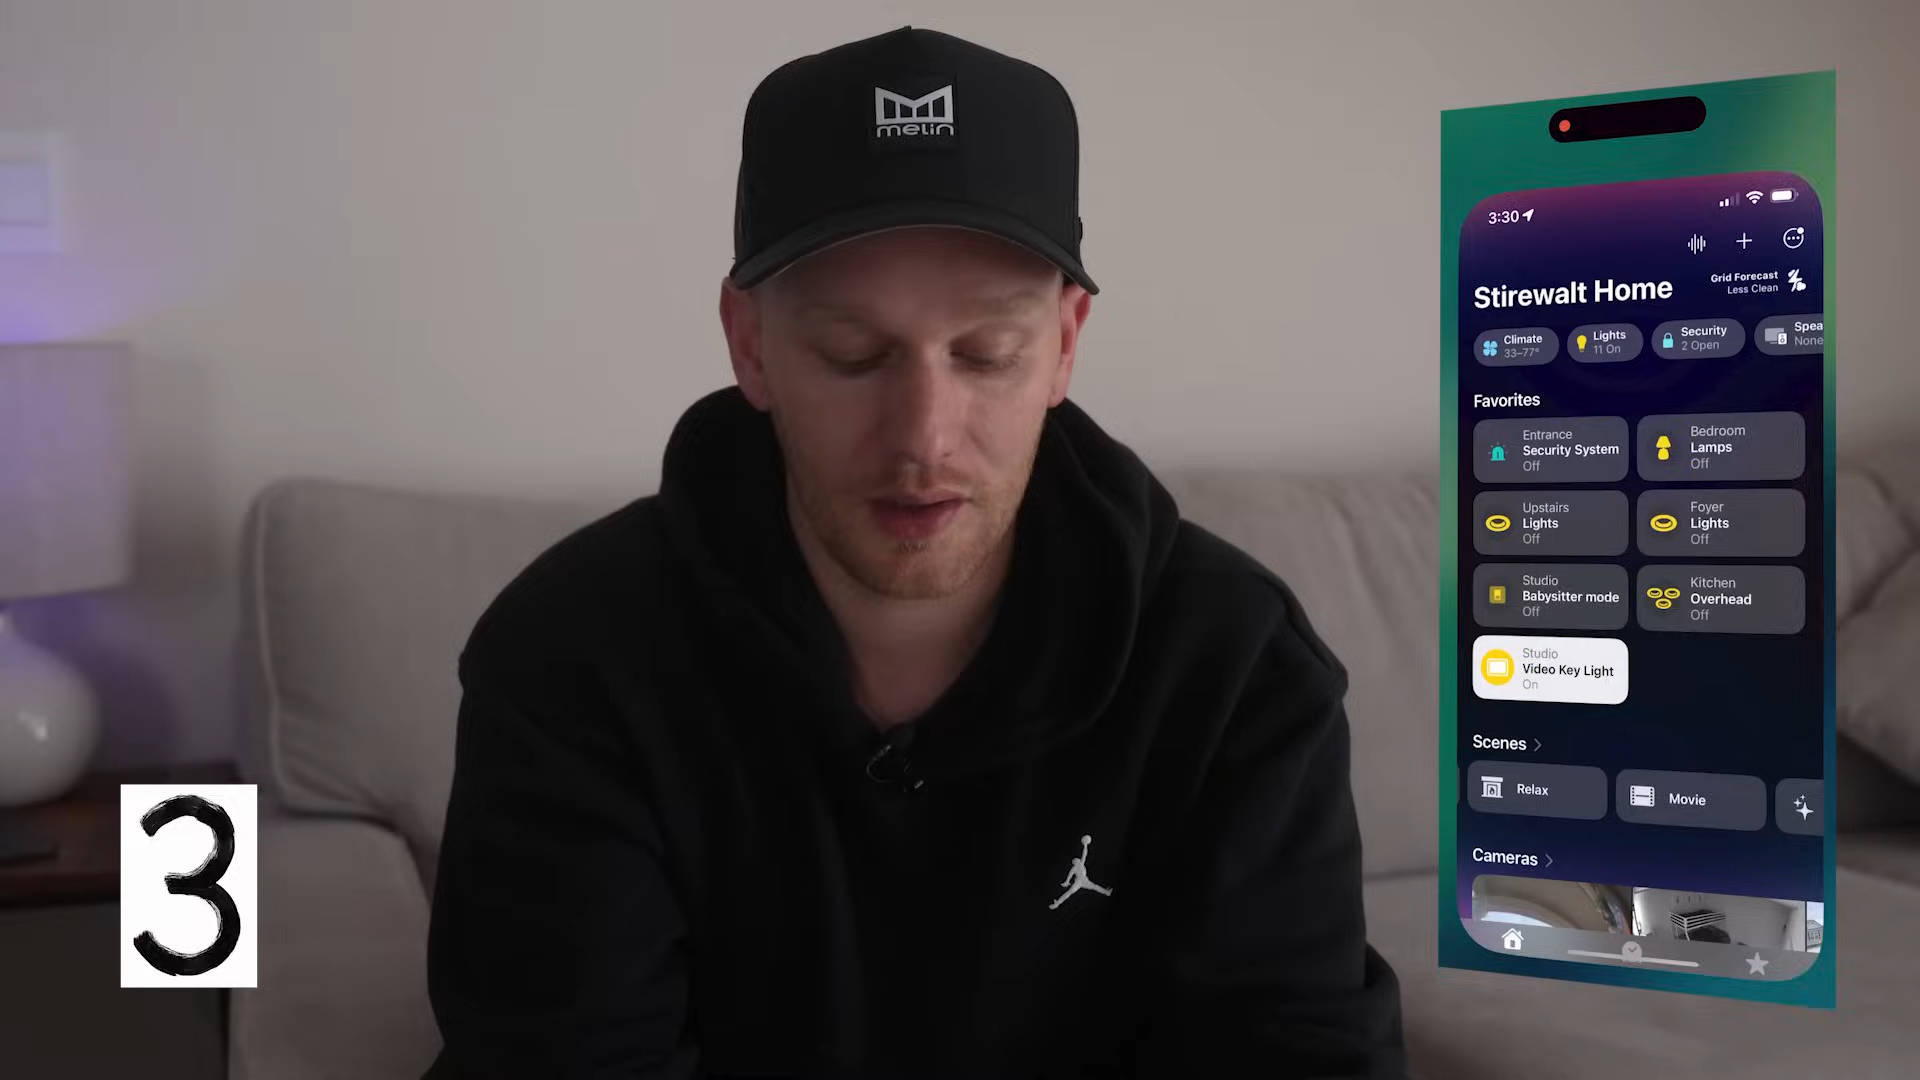 melin
3
3:30
Stirewalt Home
Grid Forecast
Less Clean
Climate
33–77°
Lights
11 On
Security
2 Open
Spea
None
Favorites
Entrance
Security System
Off
Bedroom
Lamps
Off
Upstairs
Lights
Off
Foyer
Lights
Off
Studio
Babysitter mode
Off
Kitchen
Overhead
Off
Studio
Video Key Light
On
Scenes
Relax
Movie
Cameras